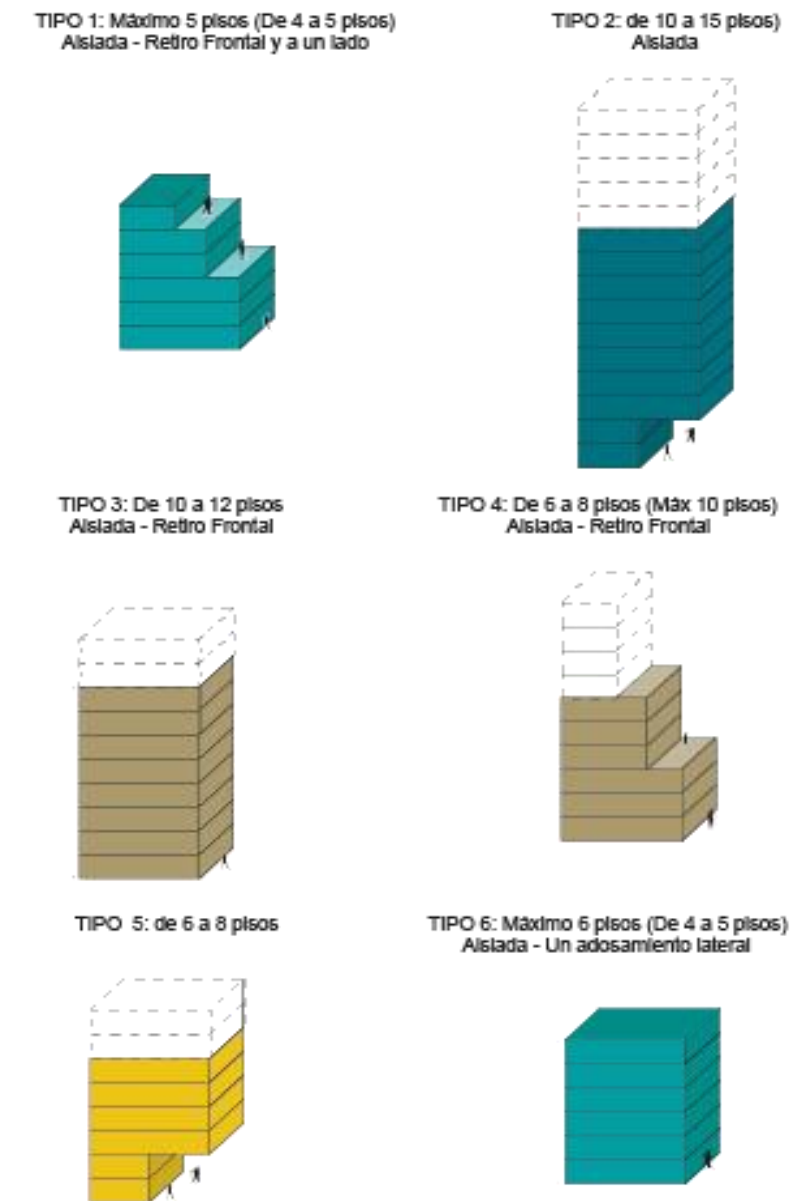 TIPO 1: Máximo 5 pisos (De 4 a 5 pisos)
Aislada - Retiro Frontal y a un lado
TIPO 2: de 10 a 15 pisos)
Aislada
TIPO 3: De 10 a 12 pisos
Aislada - Retiro Frontal
TIPO 4: De 6 a 8 pisos (Máx 10 pisos)
Aislada - Retiro Frontal
TIPO 5: de 6 a 8 pisos
TIPO 6: Máximo 6 pisos (De 4 a 5 pisos)
Aislada - Un adosamiento lateral